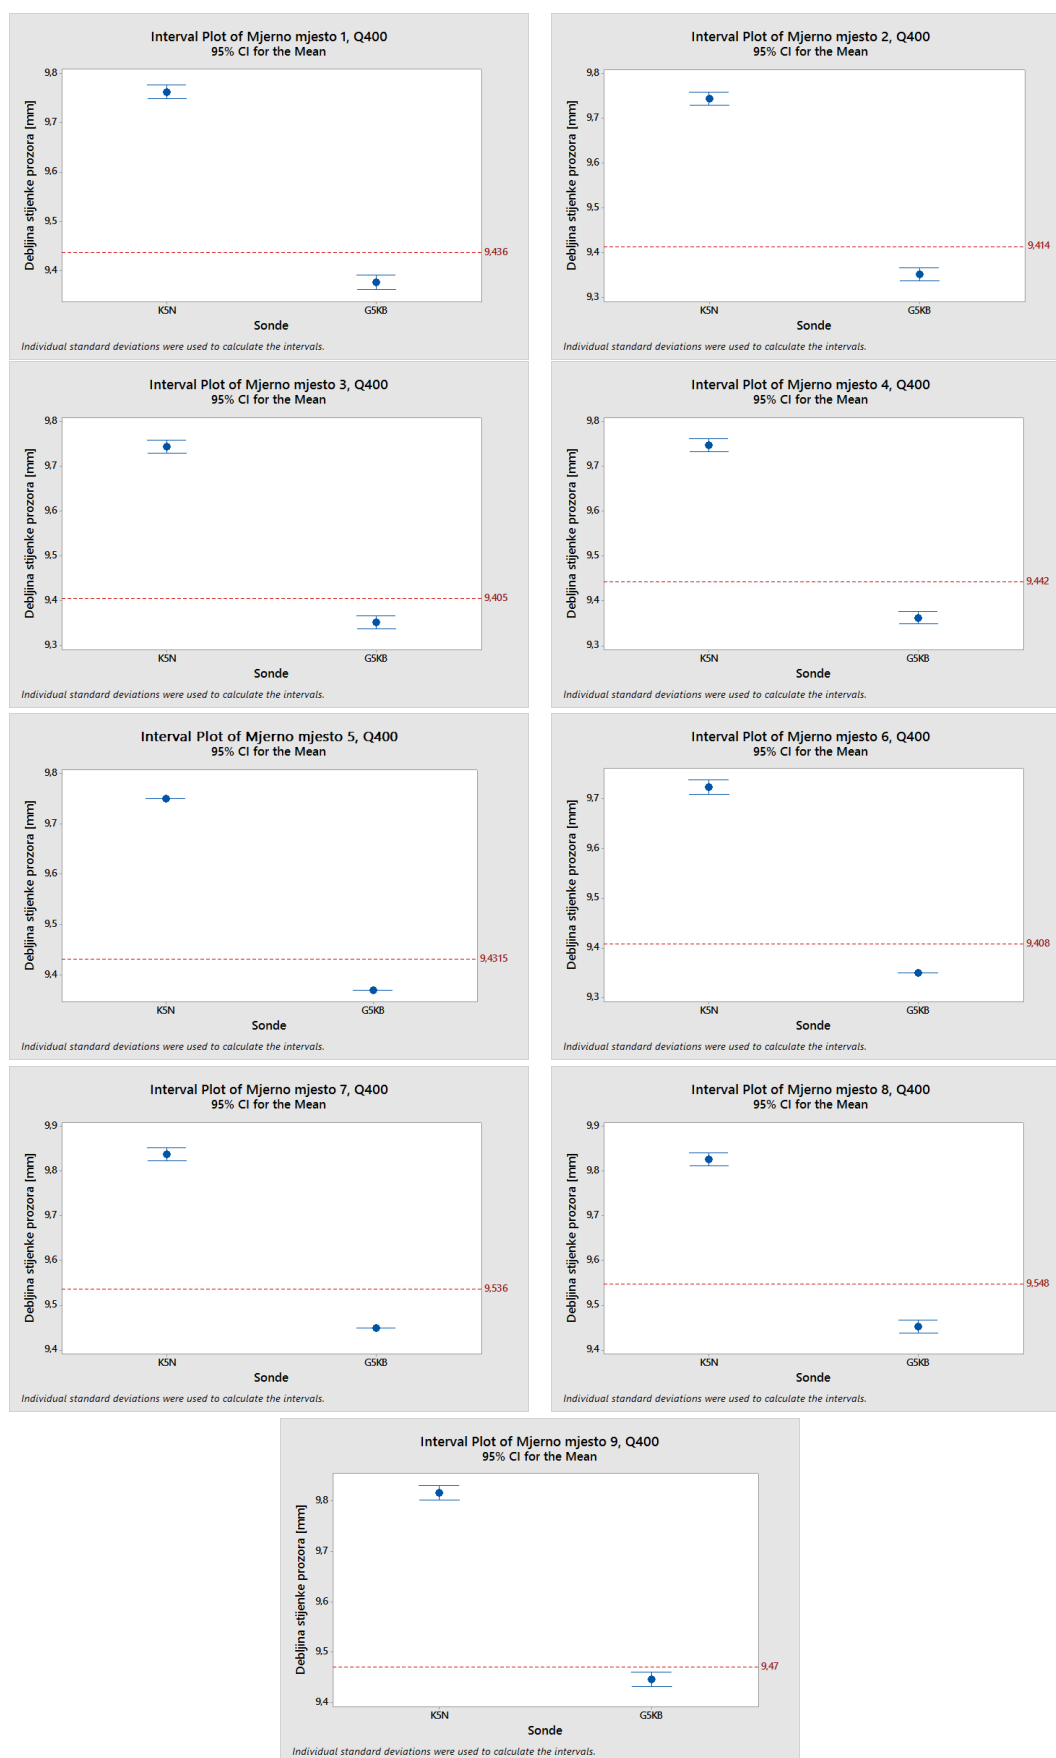 Interval Plot of Mjerno mjesto 1, Q400
95% CI for the Mean
Debljina stijenke prozora [mm]
9,8
9,7
9,6
9,5
9,4
9,436
K5N
G5KB
Sonde
Individual standard deviations were used to calculate the intervals.
Interval Plot of Mjerno mjesto 2, Q400
95% CI for the Mean
Debljina stijenke prozora [mm]
9,8
9,7
9,6
9,5
9,4
9,3
9,414
K5N
G5KB
Sonde
Individual standard deviations were used to calculate the intervals.
Interval Plot of Mjerno mjesto 3, Q400
95% CI for the Mean
Debljina stijenke prozora [mm]
9,8
9,7
9,6
9,5
9,4
9,3
9,405
K5N
G5KB
Sonde
Individual standard deviations were used to calculate the intervals.
Interval Plot of Mjerno mjesto 4, Q400
95% CI for the Mean
Debljina stijenke prozora [mm]
9,8
9,7
9,6
9,5
9,4
9,3
9,442
K5N
G5KB
Sonde
Individual standard deviations were used to calculate the intervals.
Interval Plot of Mjerno mjesto 5, Q400
95% CI for the Mean
Debljina stijenke prozora [mm]
9,8
9,7
9,6
9,5
9,4
9,4315
K5N
G5KB
Sonde
Individual standard deviations were used to calculate the intervals.
Interval Plot of Mjerno mjesto 6, Q400
95% CI for the Mean
Debljina stijenke prozora [mm]
9,7
9,6
9,5
9,4
9,3
9,408
K5N
G5KB
Sonde
Individual standard deviations were used to calculate the intervals.
Interval Plot of Mjerno mjesto 7, Q400
95% CI for the Mean
Debljina stijenke prozora [mm]
9,9
9,8
9,7
9,6
9,5
9,4
9,536
K5N
G5KB
Sonde
Individual standard deviations were used to calculate the intervals.
Interval Plot of Mjerno mjesto 8, Q400
95% CI for the Mean
Debljina stijenke prozora [mm]
9,9
9,8
9,7
9,6
9,5
9,4
9,548
K5N
G5KB
Sonde
Individual standard deviations were used to calculate the intervals.
Interval Plot of Mjerno mjesto 9, Q400
95% CI for the Mean
Debljina stijenke prozora [mm]
9,8
9,7
9,6
9,5
9,4
9,47
K5N
G5KB
Sonde
Individual standard deviations were used to calculate the intervals.